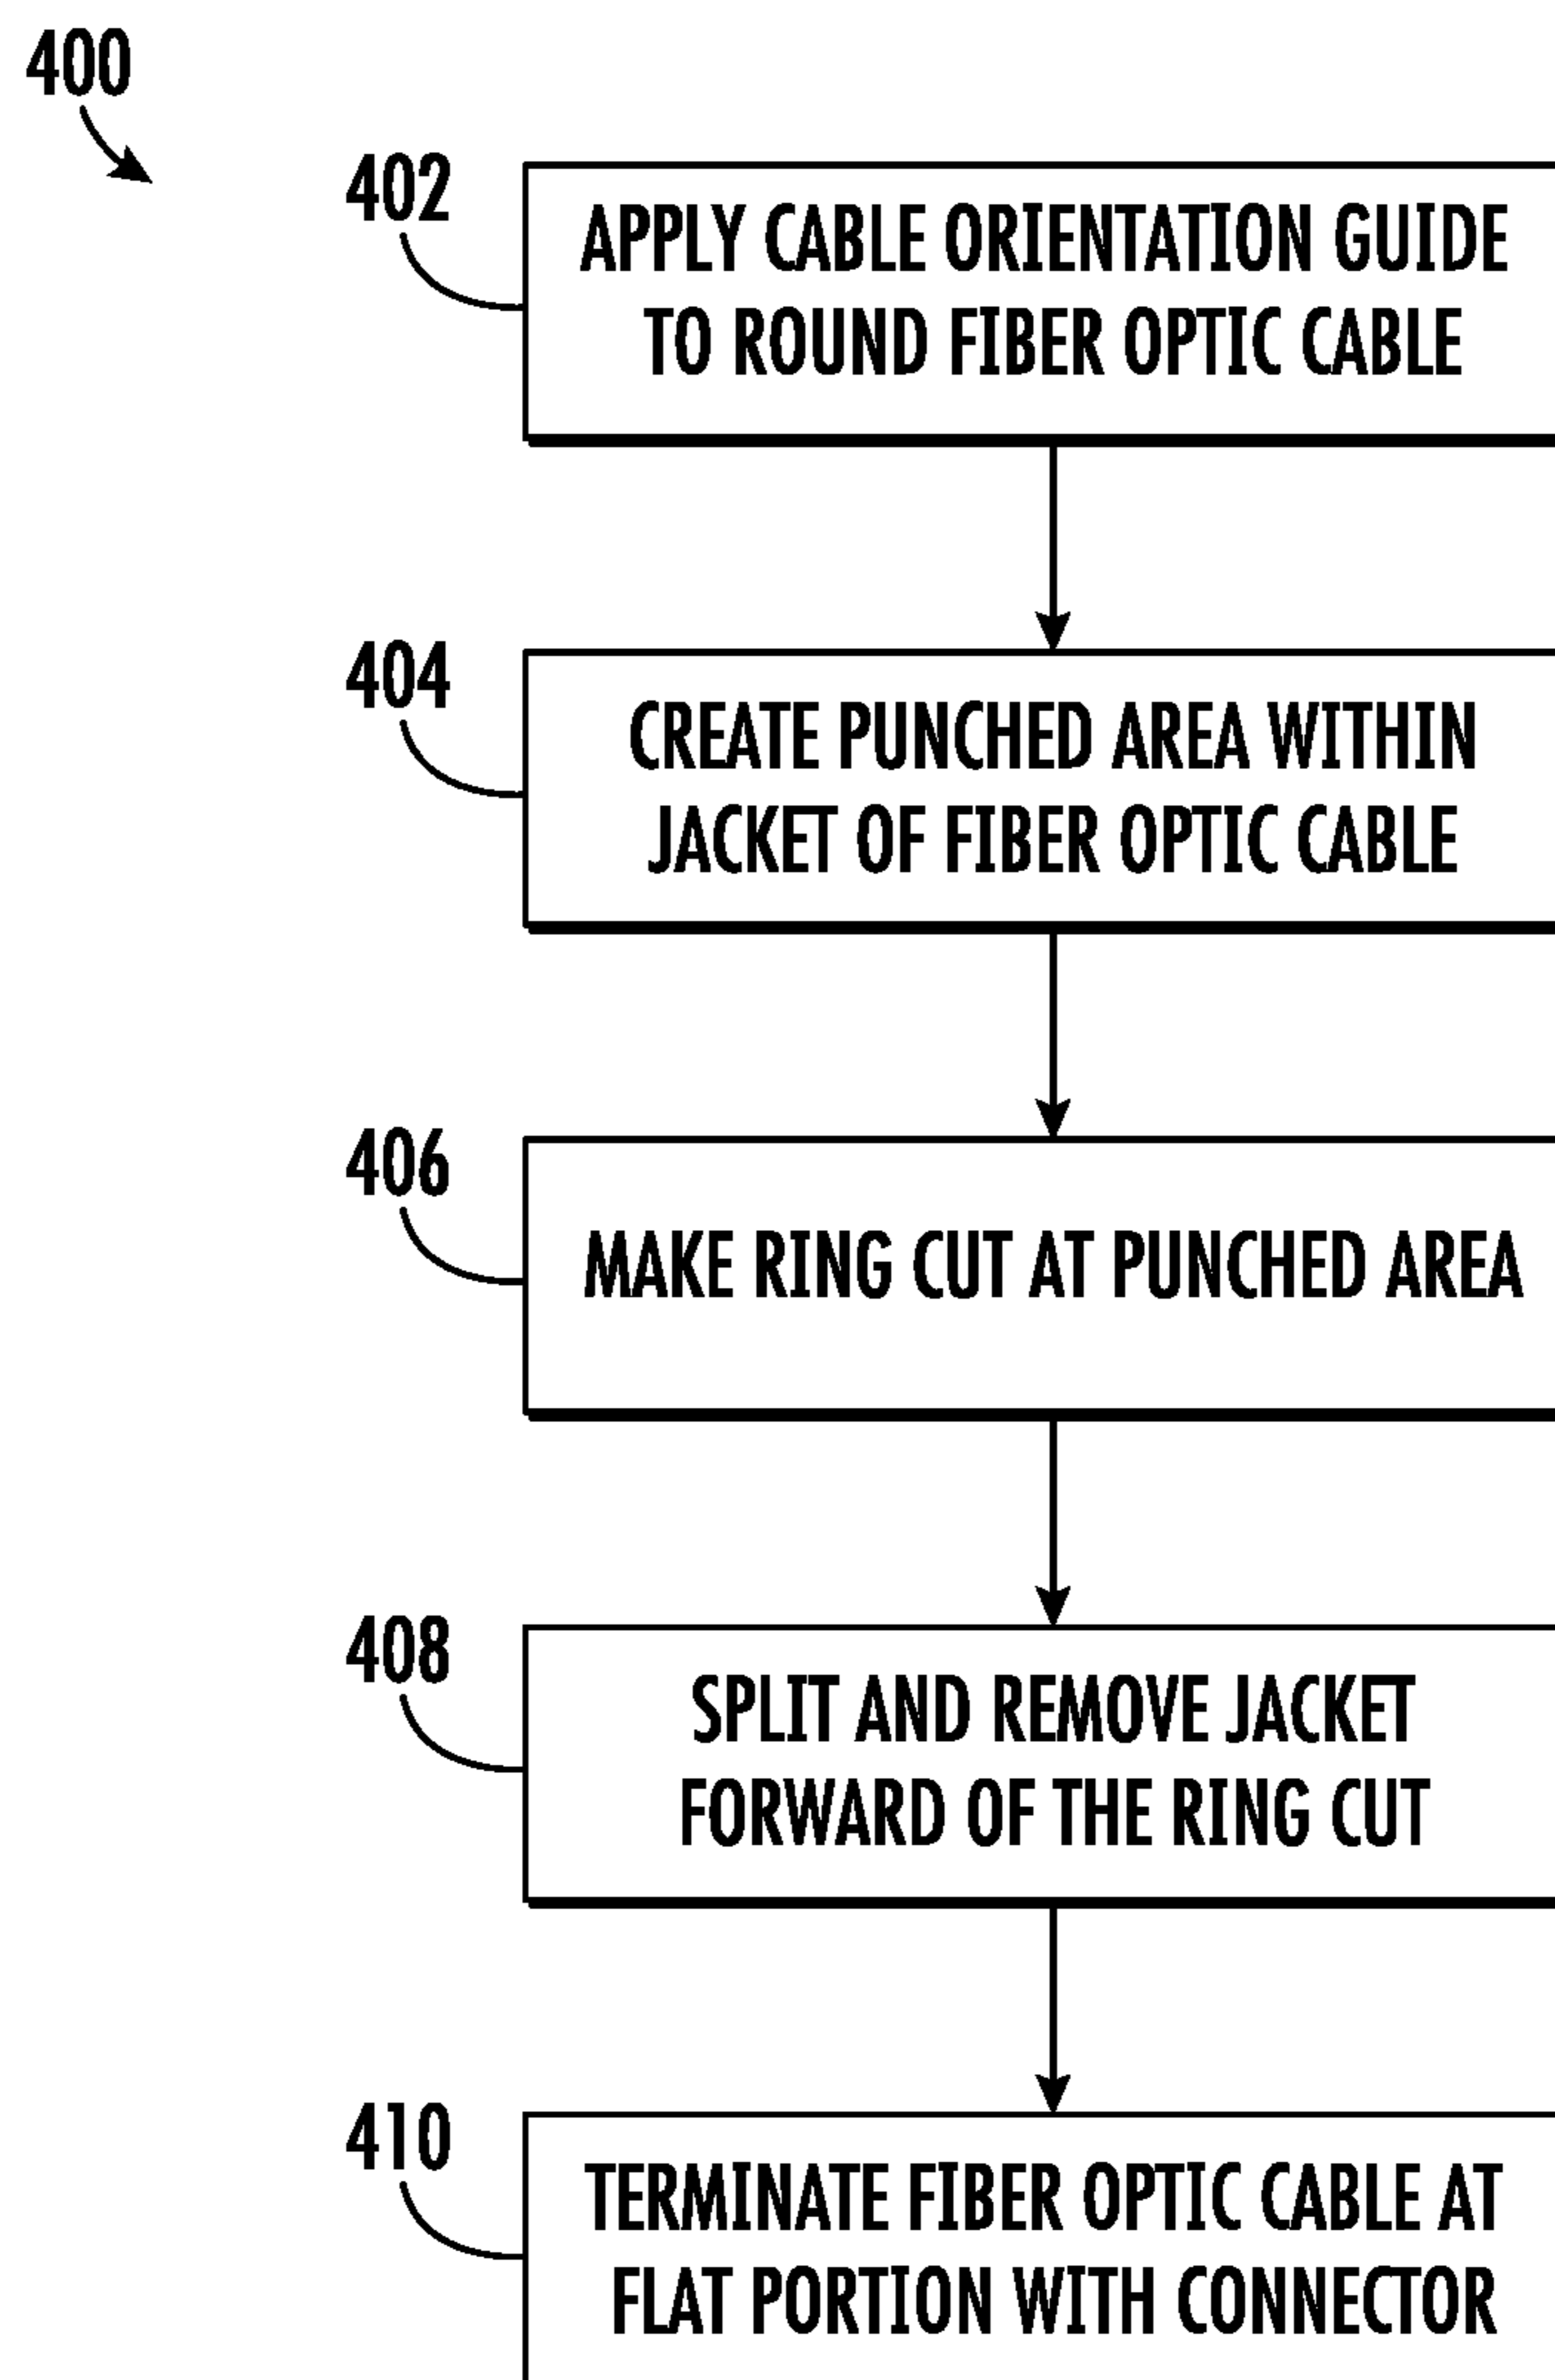 400
402
APPLY CABLE ORIENTATION GUIDE
TO ROUND FIBER OPTIC CABLE
404
CREATE PUNCHED AREA WITHIN
JACKET OF FIBER OPTIC CABLE
406
MAKE RING CUT AT PUNCHED AREA
408
SPLIT AND REMOVE JACKET
FORWARD OF THE RING CUT
410
TERMINATE FIBER OPTIC CABLE AT
FLAT PORTION WITH CONNECTOR